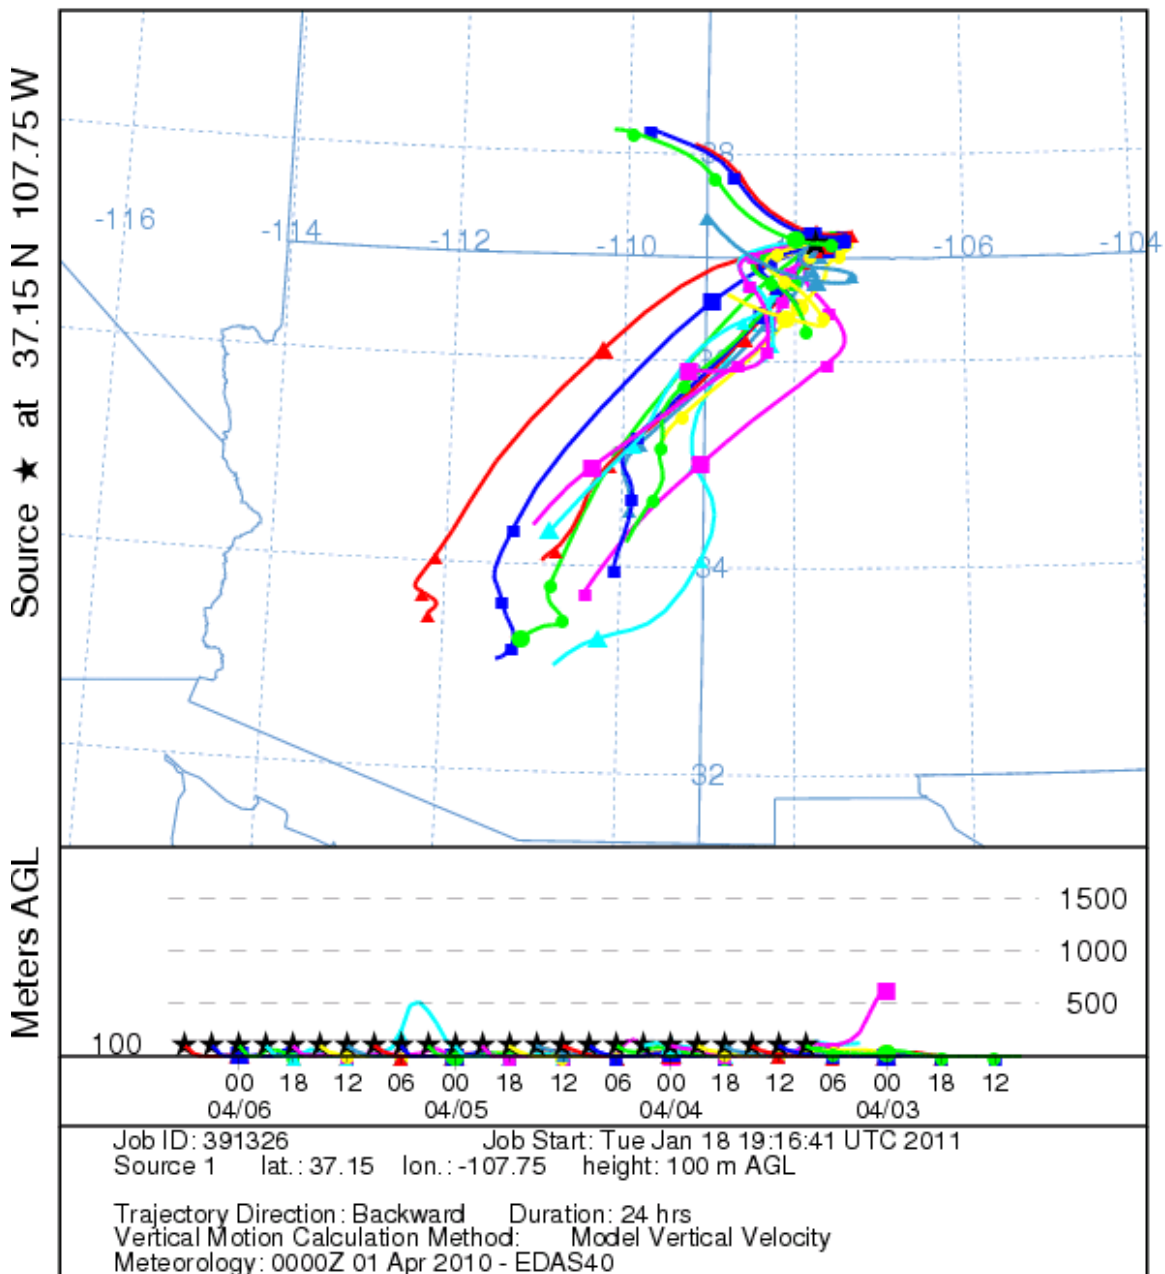 Source ★ at 37.15 N 107.75 W
38
-116
-114
-112
-110
-106
-104
34
32
Meters AGL
1500
1000
500
100
00 18 12 06 00 18 12 06 00 18 12 06 00 18 12
04/06 04/05 04/04 04/03
Job ID: 391326 Job Start: Tue Jan 18 19:16:41 UTC 2011
Source 1 lat.: 37.15 lon.: -107.75 height: 100 m AGL
Trajectory Direction: Backward Duration: 24 hrs
Vertical Motion Calculation Method: Model Vertical Velocity
Meteorology: 0000Z 01 Apr 2010 - EDAS40